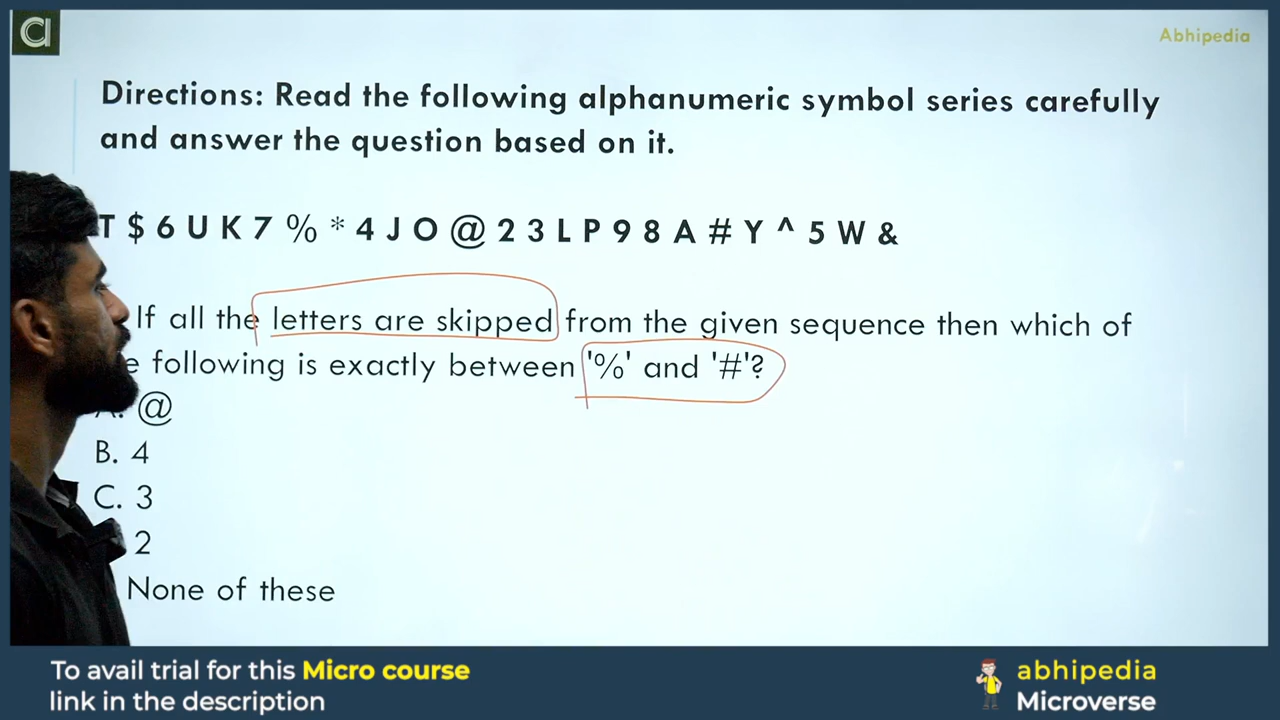 Abhipedia
Directions: Read the following alphanumeric symbol series carefully
and answer the question based on it.
T $ 6 U K 7 % * 4 J O @ 2 3 L P 9 8 A # Y ^ 5 W &
If all the letters are skipped from the given sequence then which of
following is exactly between '%' and '#'?
A. @
B. 4
C. 3
2
None of these
To avail trial for this Micro course
link in the description
abhipedia
Microverse